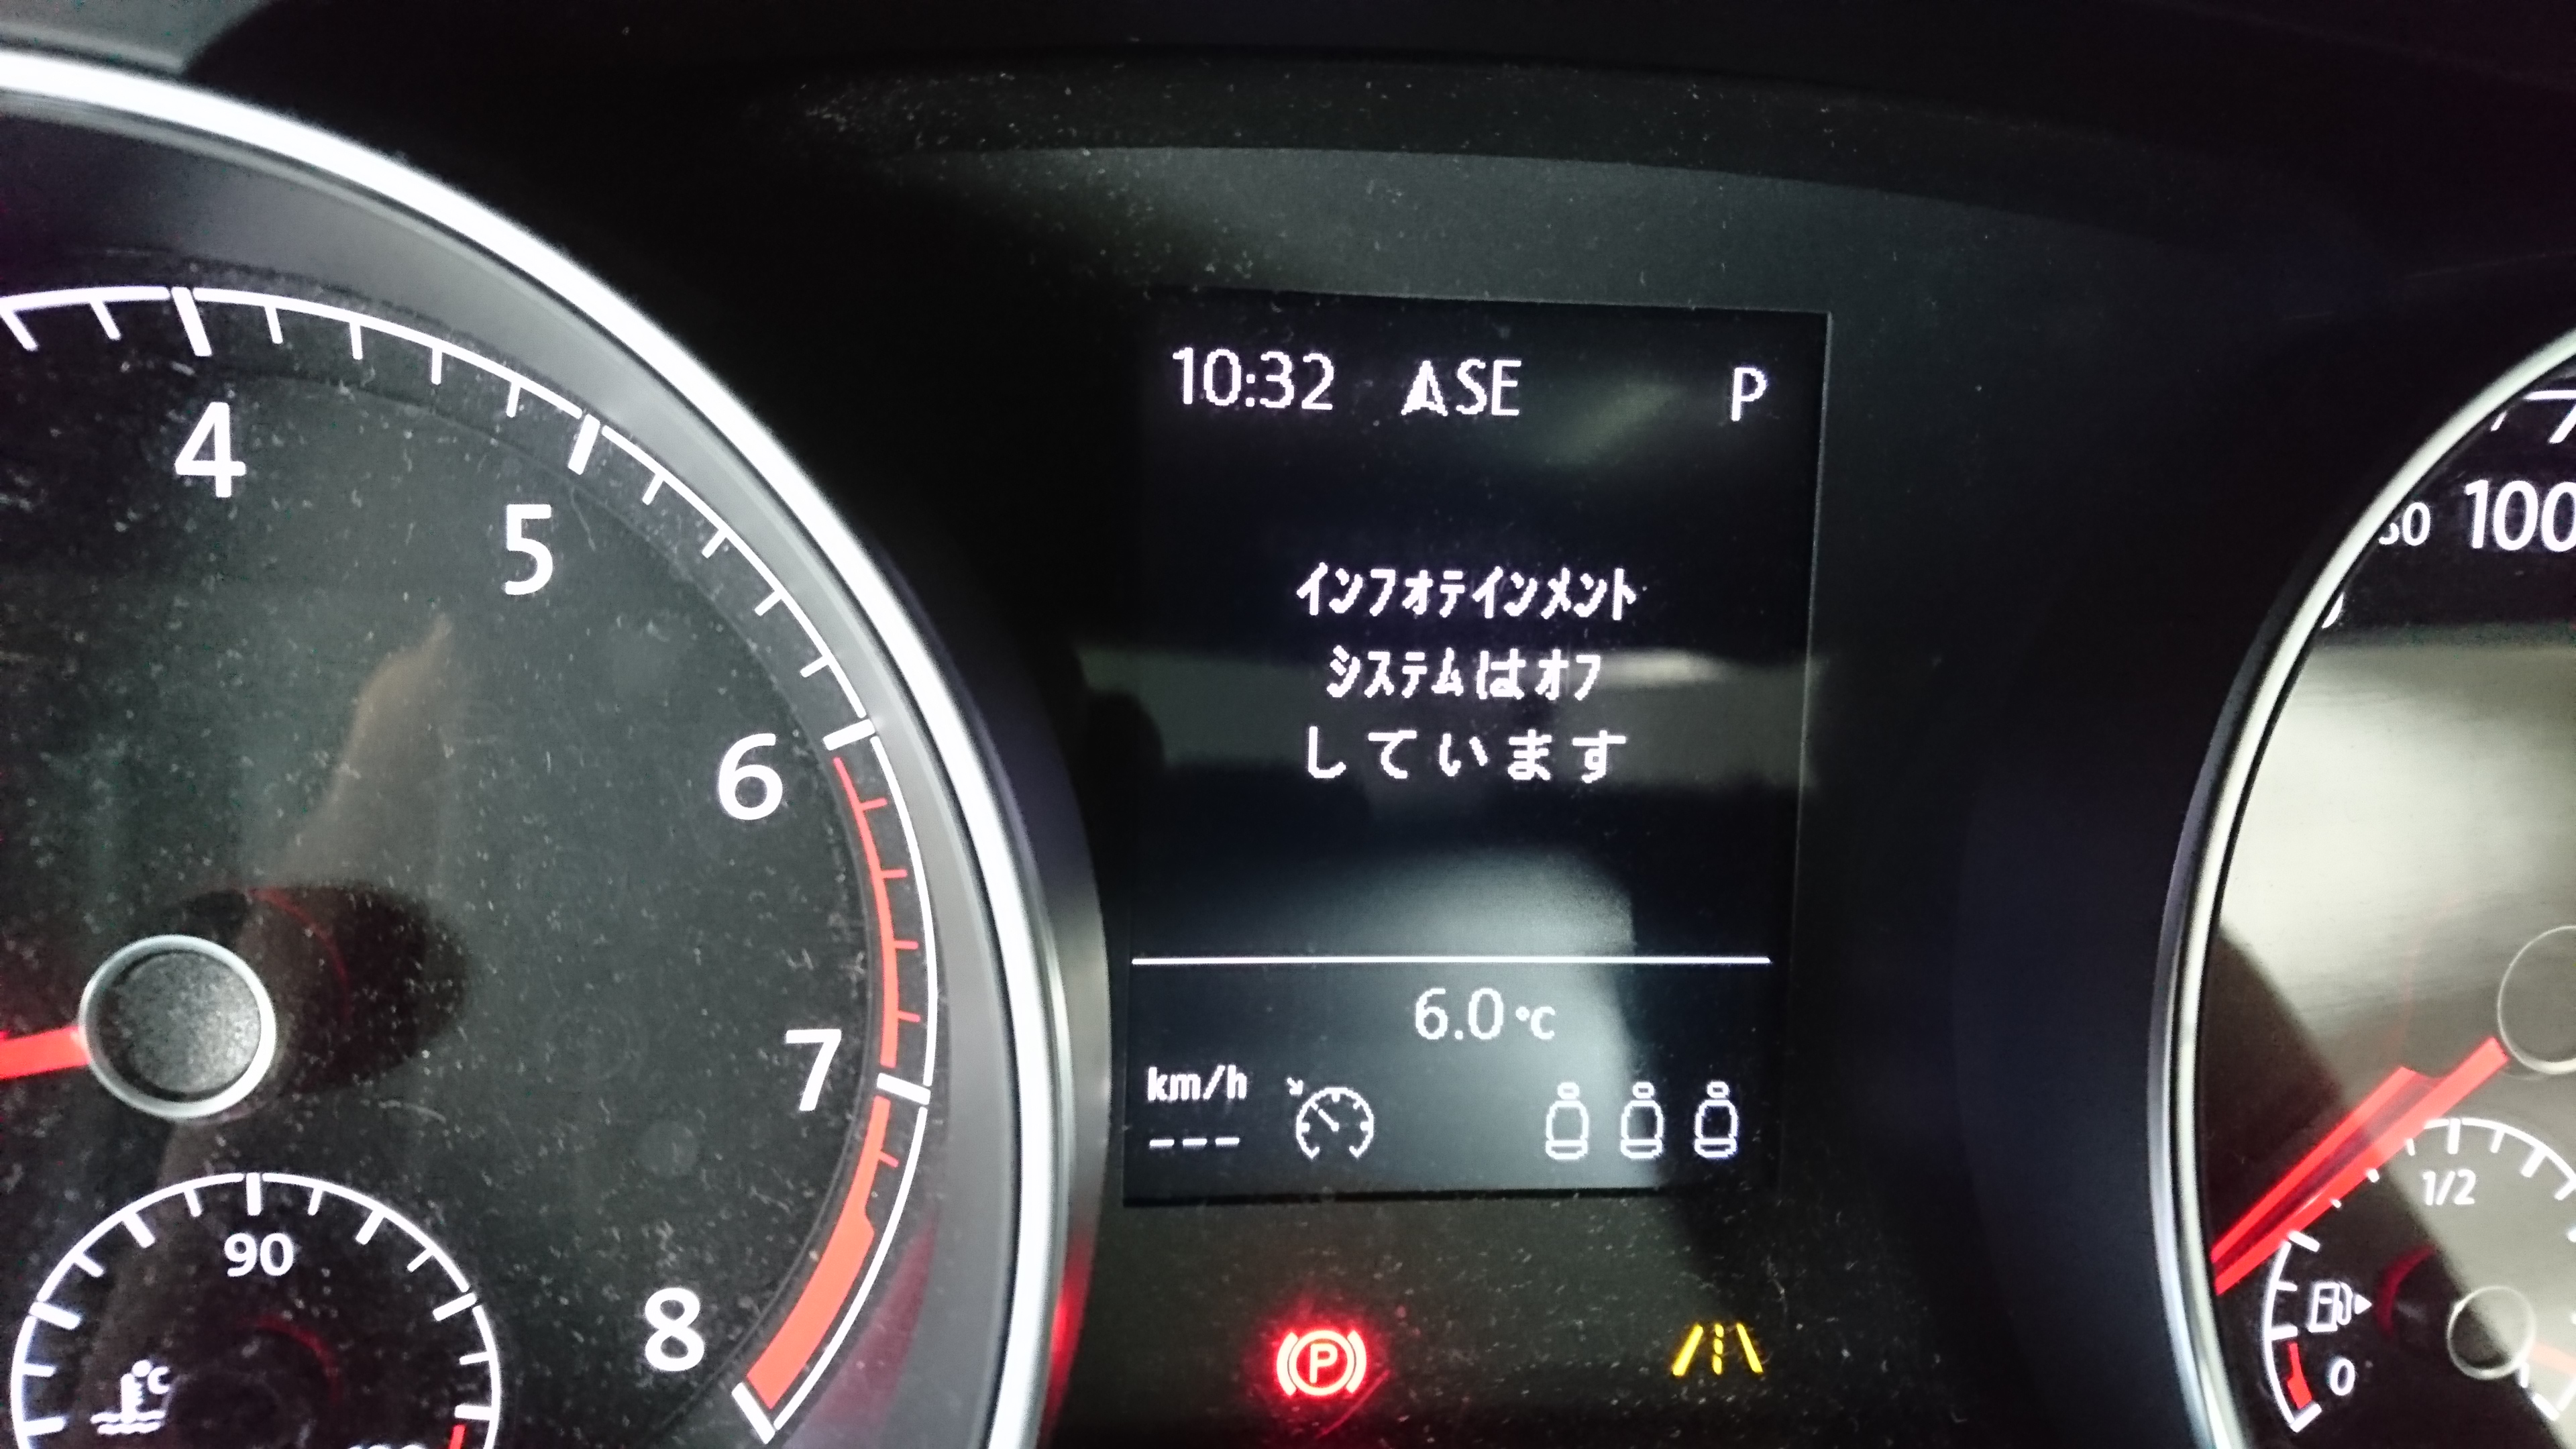 10:32 SE P
インフォテインメント
システムはオフ
しています
6.0 °C
km/h
---
4
5
6
7
8
90
°C
P
100
1/2
0